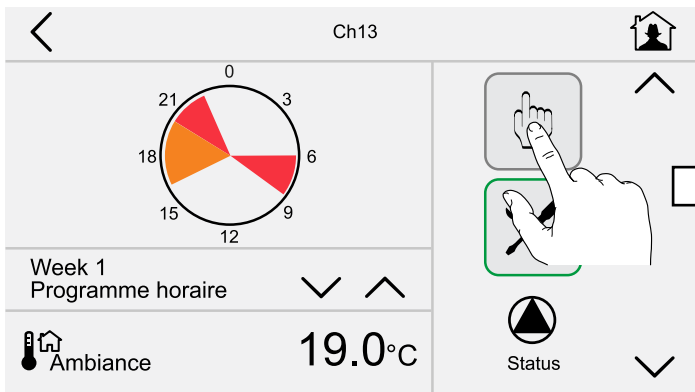 Ch13
0
21
3
18
6
15
9
12
Week 1
Programme horaire
Ambiance
19.0°C
Status